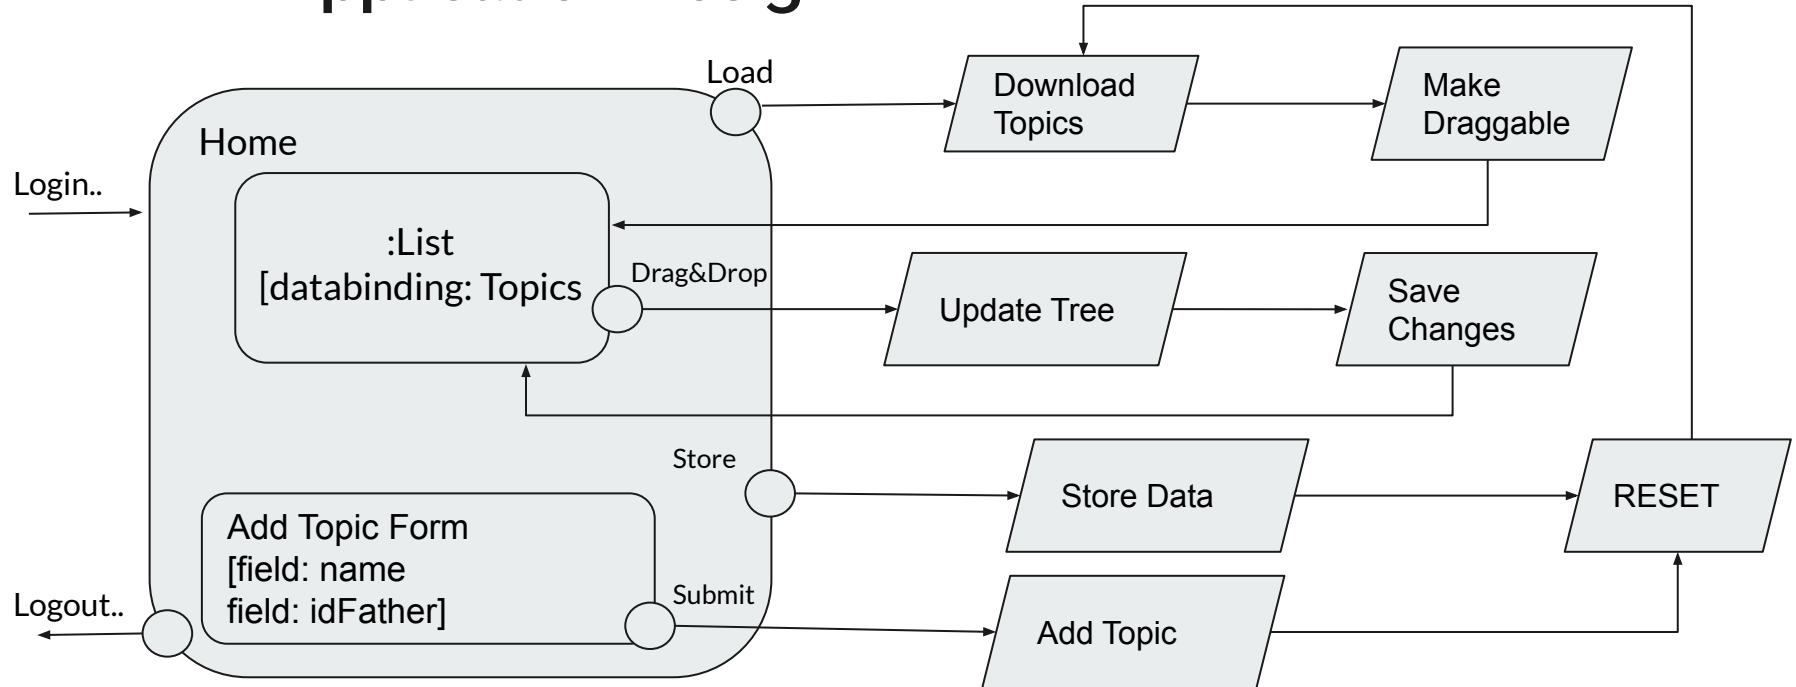 Load
Download
Topics
Make
Draggable
Home
Login..
:List
[databinding: Topics
Drag&Drop
Update Tree
Save
Changes
Store
Store Data
RESET
Add Topic Form
[field: name
field: idFather]
Submit
Logout..
Add Topic